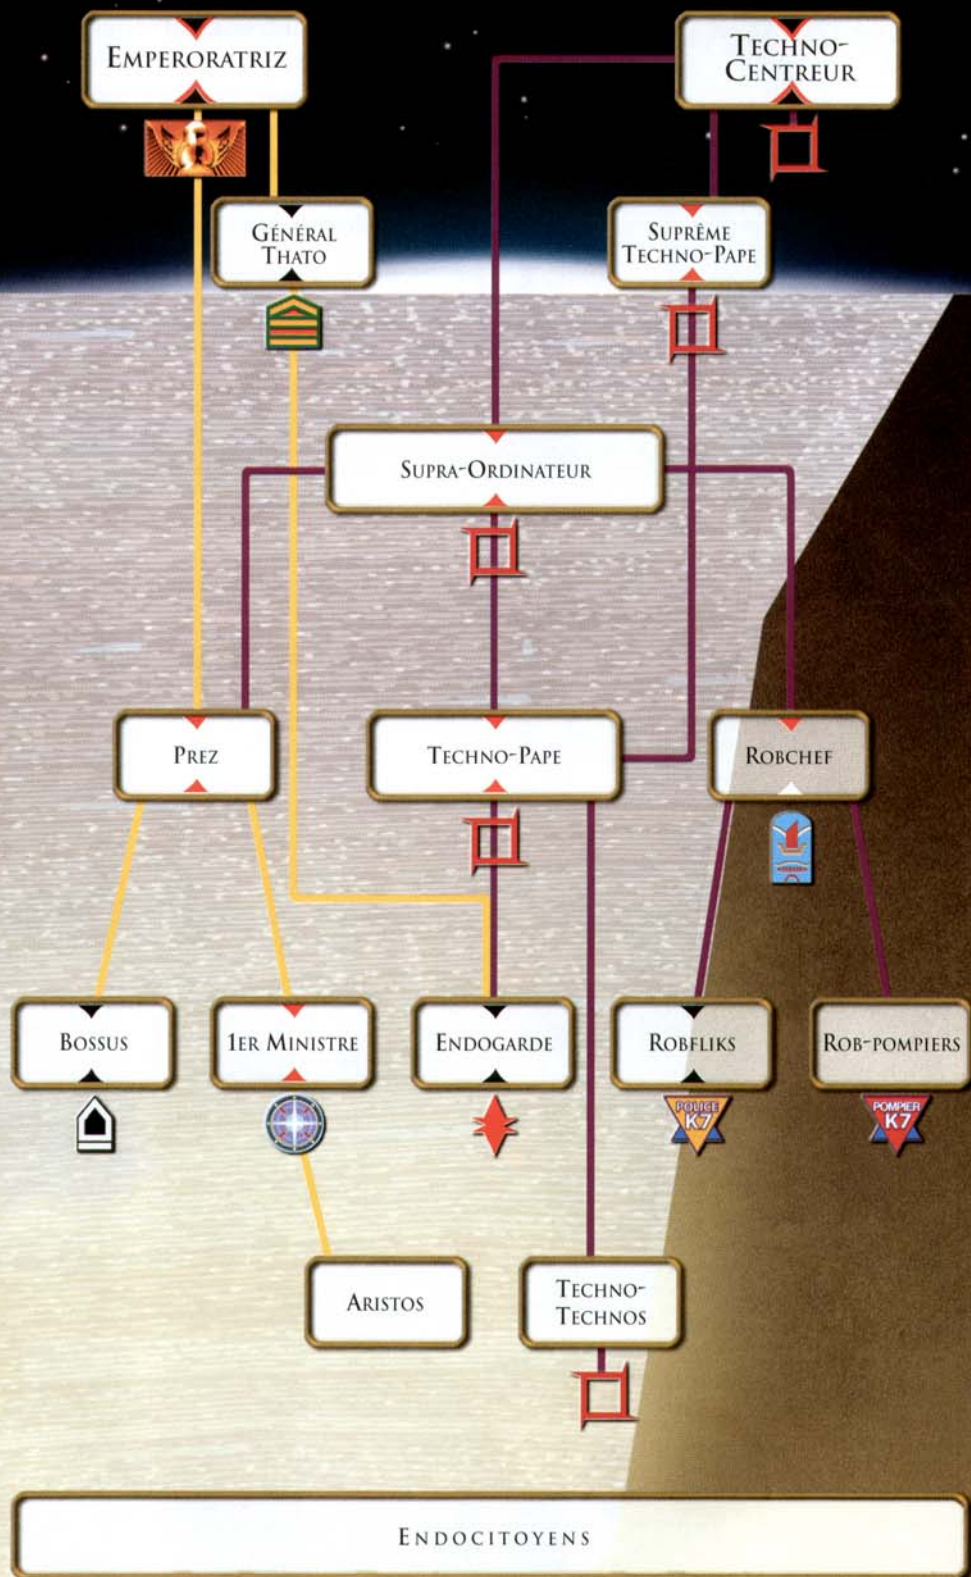 EMPERORATRIZ
TECHNO-
CENTREUR
GÉNÉRAL
THATO
SUPRÊME
TECHNO-PAPE
SUPRA-ORDINATEUR
PREZ
TECHNO-PAPE
ROBCHEF
BOSSUS
1ER MINISTRE
ENDOGARDE
ROBFLIKS
ROB-POMPIERS
POLICE
K7
POMPIER
K7
ARISTOS
TECHNO-
TECHNOS
ENDOCITOYENS